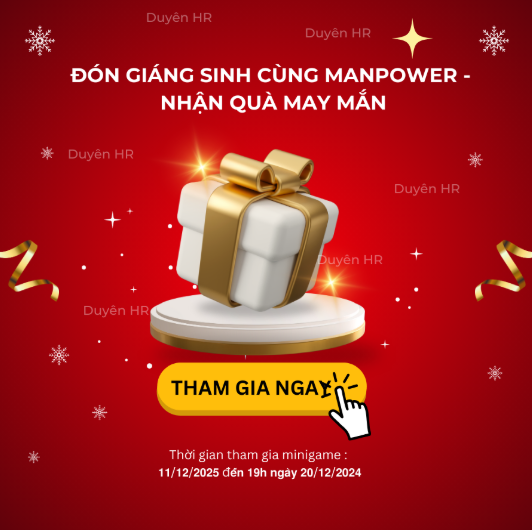 Duyên HR
Duyên HR
ĐÓN GIÁNG SINH CÙNG MANPOWER -
NHẬN QUÀ MAY MẮN
Duyên HR
Duyên HR
Duyên HR
Duyên HR
THAM GIA NGAY
Thời gian tham gia minigame :
11/12/2025 đến 19h ngày 20/12/2024